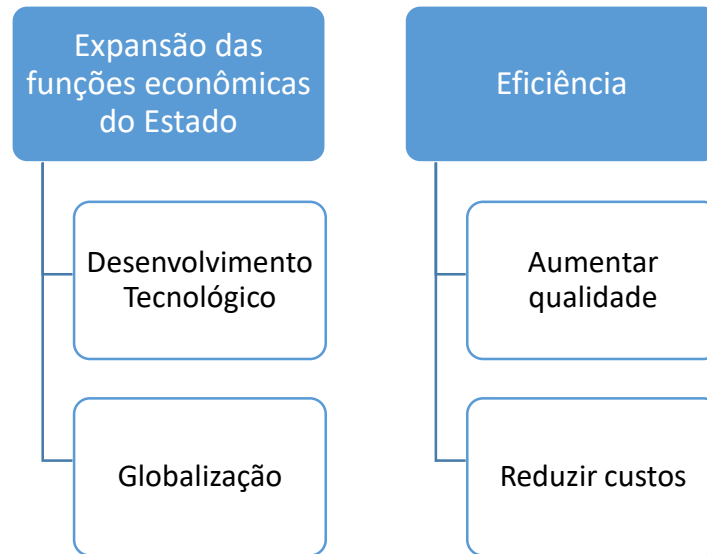 Expansão das
funções econômicas
do Estado
Desenvolvimento
Tecnológico
Globalização
Eficiência
Aumentar
qualidade
Reduzir custos